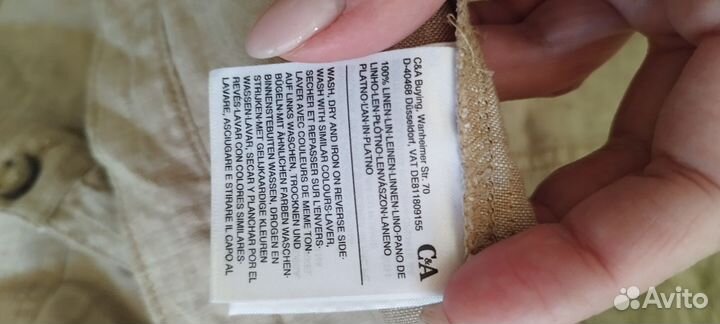 C&A
C&A Buying, Wanheimer Str. 70
D-40468 Düsseldorf, VAT DE811809155
100% LINEN-LIN-LEINEN-LINNEN-LINO-PANO DE
LINHO-LEN-PLÓTNO-LENVÁSZON-LANENO
PLATNO-LAN-IN-PLATNO
WASH, DRY AND IRON ON REVERSE SIDE-
WASH WITH SIMILAR COLOURS-LAVER,
SECHER ET REPASSER SUR L'ENVERS-
LAVER AVEC COULEURS DE MEME TON-
AUF LINKS WASCHEN, TROCKNEN UND
BÜGELN-MIT ÄHNLICHEN FARBEN WASCHEN-
BINNENSTEBUITEN WASSEN, DROGEN EN
STRIJKEN-MET GELIJKAARDIGE KLEUREN
WASSEN-LAVAR, SECAR Y PLANCHAR POR EL
REVÉS-LAVAR CON COLORES SIMILARES-
LAVARE, ASCIUGARE E STIRARE IL CAPO AL
Avito